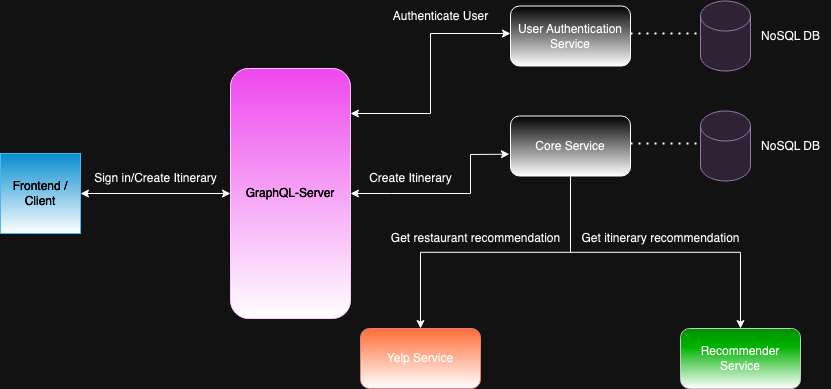 Authenticate User
User Authentication
Service
NoSQL DB
Frontend /
Client
Sign in/Create Itinerary
GraphQL-Server
Create Itinerary
Core Service
NoSQL DB
Get restaurant recommendation
Get itinerary recommendation
Yelp Service
Recommender
Service